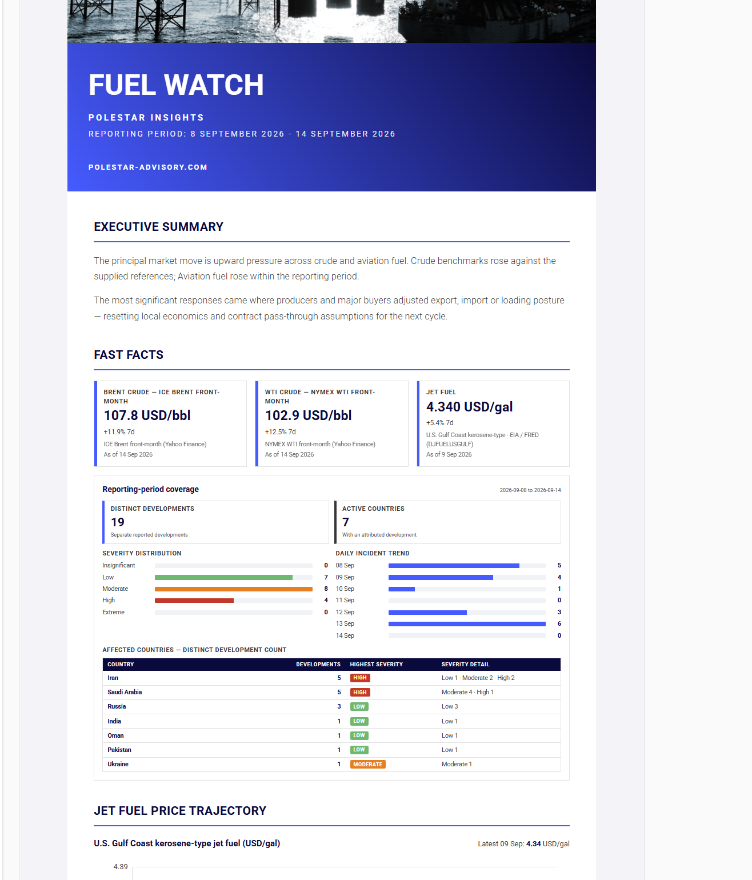 FUEL WATCH
POLESTAR INSIGHTS
REPORTING PERIOD: 8 SEPTEMBER 2026 - 14 SEPTEMBER 2026
POLESTAR-ADVISORY.COM
EXECUTIVE SUMMARY
The principal market move is upward pressure across crude and aviation fuel. Crude benchmarks rose against the
supplied references; Aviation fuel rose within the reporting period.
The most significant responses came where producers and major buyers adjusted export, import or loading posture
— resetting local economics and contract pass-through assumptions for the next cycle.
FAST FACTS
BRENT CRUDE — ICE BRENT FRONT-
MONTH
107.8 USD/bbl
+11.9% 7d
ICE Brent front-month (Yahoo Finance)
As of 14 Sep 2026
WTI CRUDE — NYMEX WTI FRONT-
MONTH
102.9 USD/bbl
+12.5% 7d
NYMEX WTI front-month (Yahoo Finance)
As of 14 Sep 2026
JET FUEL
4.340 USD/gal
+5.4% 7d
U.S. Gulf Coast kerosene-type - EIA / FRED
(DJFUELUSGULF)
As of 9 Sep 2026
Reporting-period coverage
2026-09-08 to 2026-09-14
DISTINCT DEVELOPMENTS
19
Separate reported developments
ACTIVE COUNTRIES
7
With an attributed development
SEVERITY DISTRIBUTION
Insignificant 0
Low 7
Moderate 8
High 4
Extreme 0
DAILY INCIDENT TREND
08 Sep 5
09 Sep 4
10 Sep 1
11 Sep 0
12 Sep 3
13 Sep 6
14 Sep 0
AFFECTED COUNTRIES — DISTINCT DEVELOPMENT COUNT
COUNTRY DEVELOPMENTS HIGHEST SEVERITY SEVERITY DETAIL
Iran 5 HIGH Low 1 · Moderate 2 · High 2
Saudi Arabia 5 HIGH Moderate 4 · High 1
Russia 3 LOW Low 3
India 1 LOW Low 1
Oman 1 LOW Low 1
Pakistan 1 LOW Low 1
Ukraine 1 MODERATE Moderate 1
JET FUEL PRICE TRAJECTORY
U.S. Gulf Coast kerosene-type jet fuel (USD/gal)
Latest 09 Sep: 4.34 USD/gal
4.39